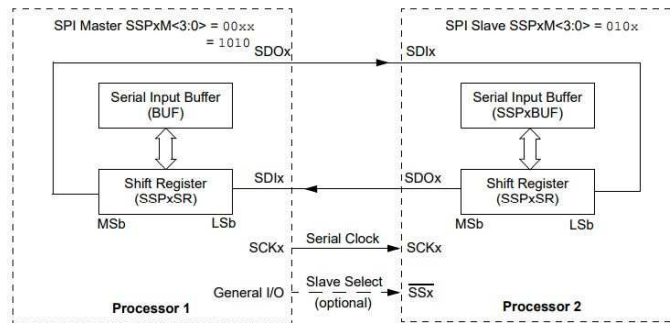 SPI Master SSPxM<3:0> = 00xx
= 1010
SDOx
SPI Slave SSPxM<3:0> = 010x
SDIx
Serial Input Buffer
(BUF)
Serial Input Buffer
(SSPxBUF)
Shift Register
(SSPxSR)
MSb
LSb
SDIx
SDOx
Shift Register
(SSPxSR)
MSb
LSb
SCKx
Serial Clock
SCKx
General I/O
Slave Select
(optional)
SSx
Processor 1
Processor 2